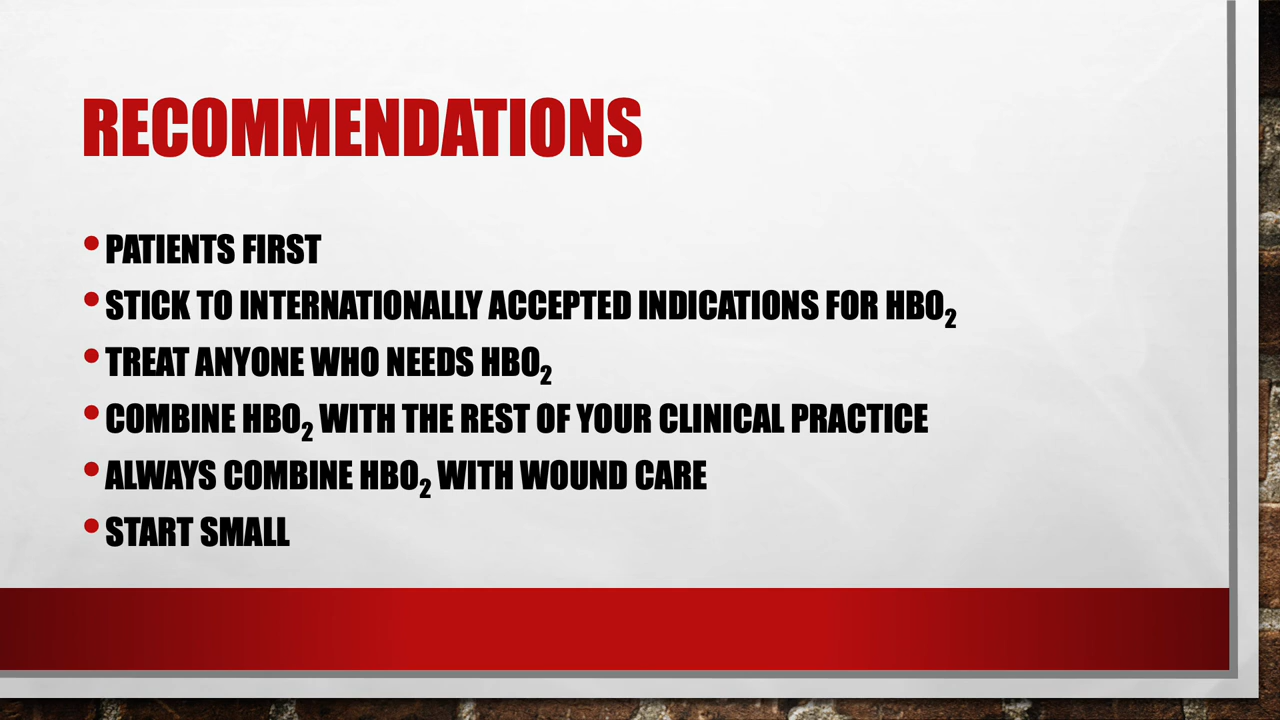 RECOMMENDATIONS
• PATIENTS FIRST
• STICK TO INTERNATIONALLY ACCEPTED INDICATIONS FOR HBO₂
• TREAT ANYONE WHO NEEDS HBO₂
• COMBINE HBO₂ WITH THE REST OF YOUR CLINICAL PRACTICE
• ALWAYS COMBINE HBO₂ WITH WOUND CARE
• START SMALL